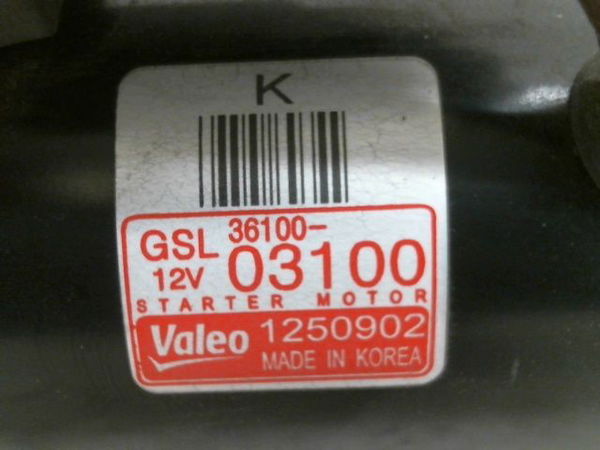 K
GSL 36100-
12V 03100
STARTER MOTOR
Valeo 1250902
MADE IN KOREA